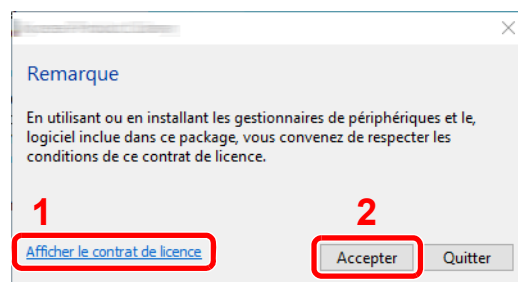 Remarque
En utilisant ou en installant les gestionnaires de périphériques et le,
logiciel inclue dans ce package, vous convenez de respecter les
conditions de ce contrat de licence.
1
2
Afficher le contrat de licence
Accepter
Quitter